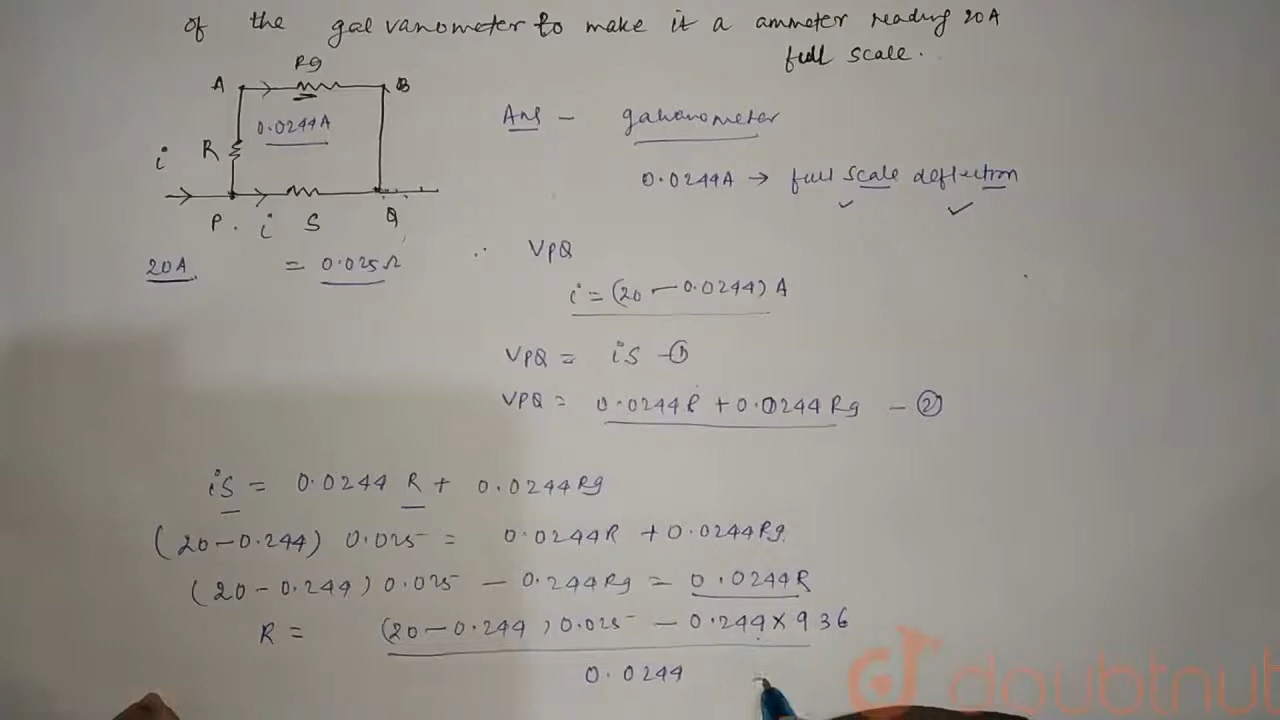 of the galvanometer to make it a ammeter reading 20A
full scale.
Rg
A B
0.0244A
R
i
P. i S Q
20A = 0.025Ω
Ans - galvanometer
0.0244A → full scale deflection
∴ VPQ
i = (20 - 0.0244) A
VPQ = iS - ①
VPQ = 0.0244R + 0.0244 Rg - ②
iS = 0.0244 R + 0.0244Rg
(20-0.244) 0.025 = 0.0244R + 0.0244Rg
(20-0.244) 0.025 - 0.244Rg = 0.0244R
R = (20-0.244) 0.025 - 0.244×936
0.0244
doubtnut